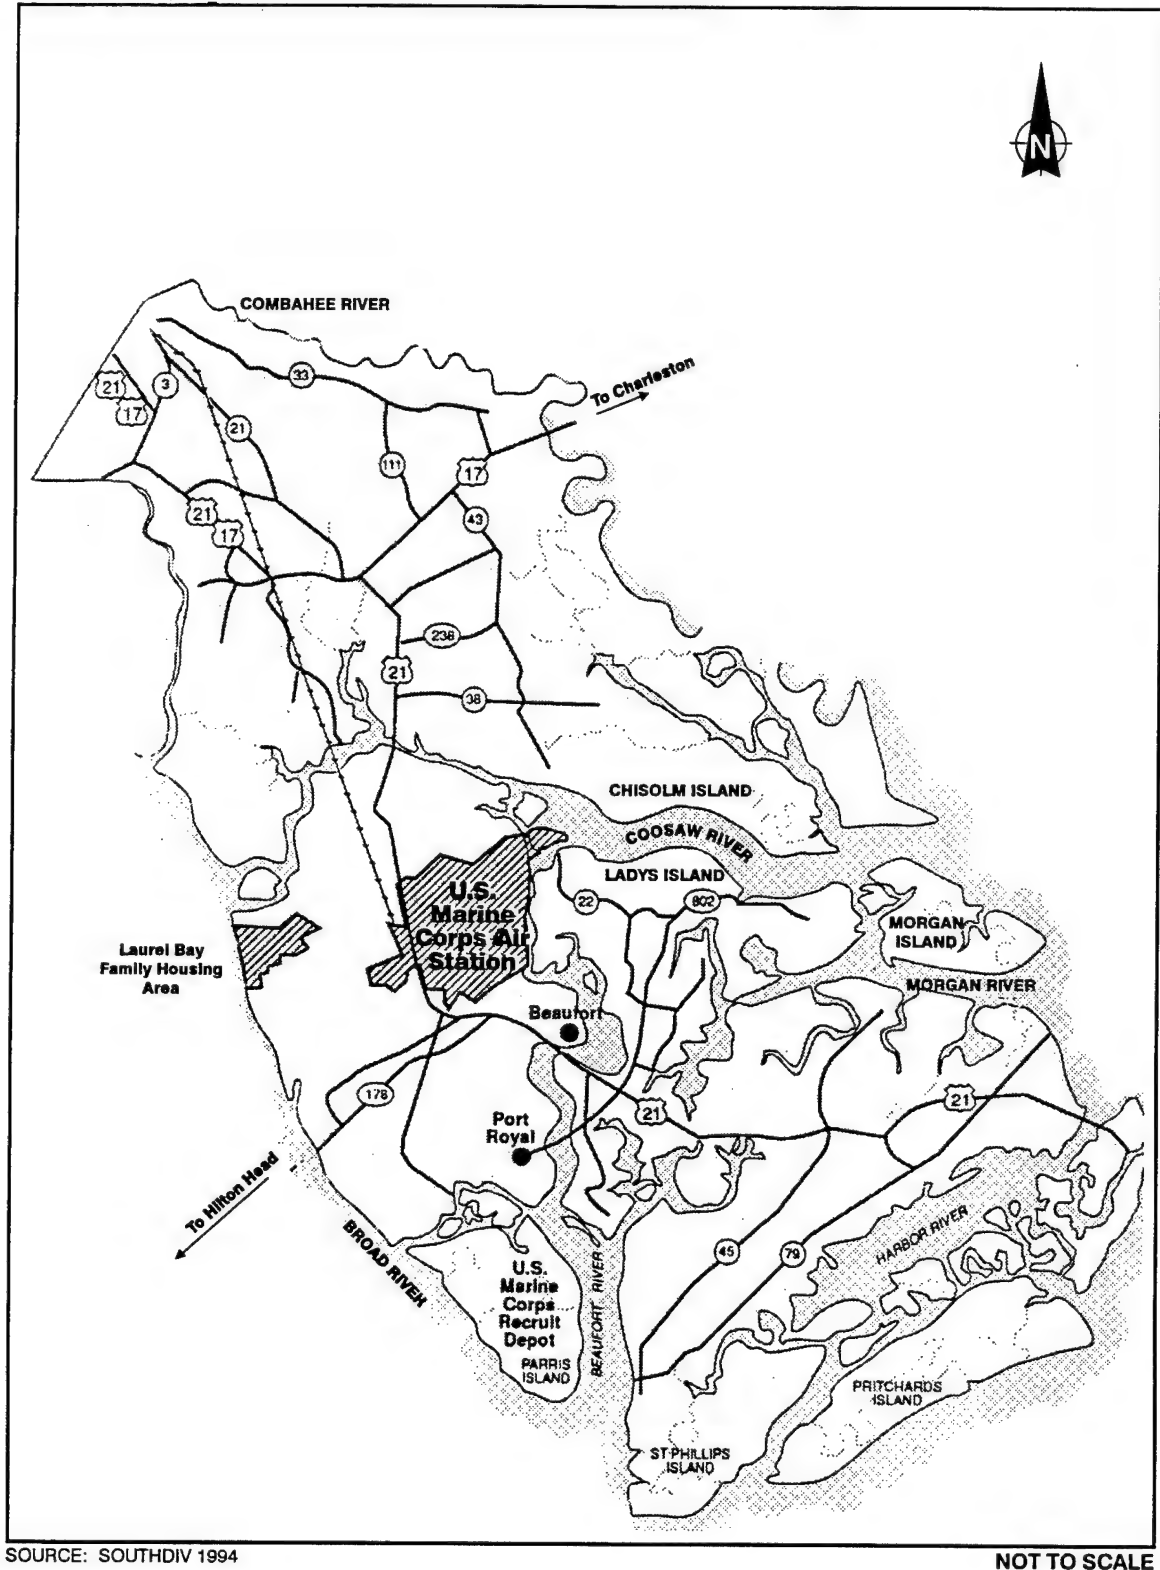 N
COMBAHEE RIVER
To Charleston
33
3
21
17
21
111
17
21
17
43
238
21
38
CHISOLM ISLAND
COOSAW RIVER
LADYS ISLAND
22
802
U.S.
Marine
Corps Air
Station
MORGAN
ISLAND
Laurel Bay
Family Housing
Area
MORGAN RIVER
Beaufort
178
21
21
Port
Royal
To Hilton Head
BROAD RIVER
U.S.
Marine
Corps
Recruit
Depot
PARRIS
ISLAND
BEAUFORT RIVER
45
79
HARBOR RIVER
PRITCHARDS
ISLAND
ST PHILLIPS
ISLAND
SOURCE: SOUTHDIV 1994
NOT TO SCALE